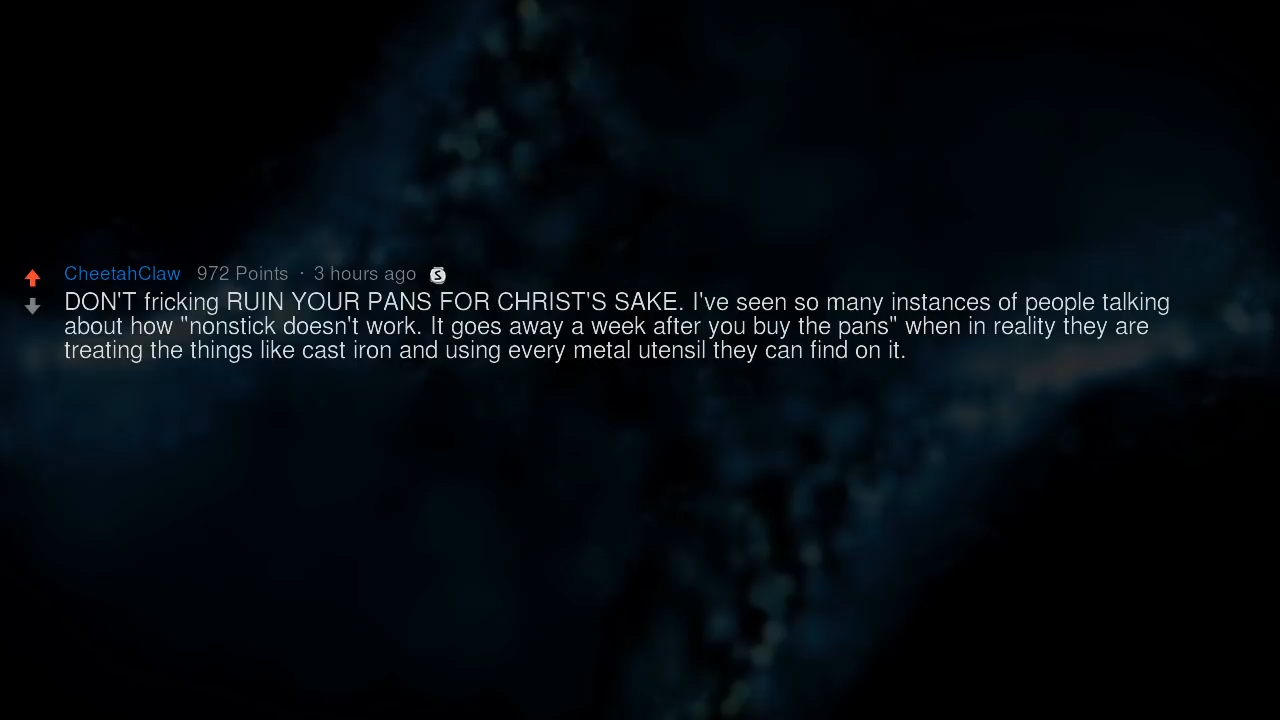 CheetahClaw 972 Points · 3 hours ago S
DON'T fricking RUIN YOUR PANS FOR CHRIST'S SAKE. I've seen so many instances of people talking
about how "nonstick doesn't work. It goes away a week after you buy the pans" when in reality they are
treating the things like cast iron and using every metal utensil they can find on it.